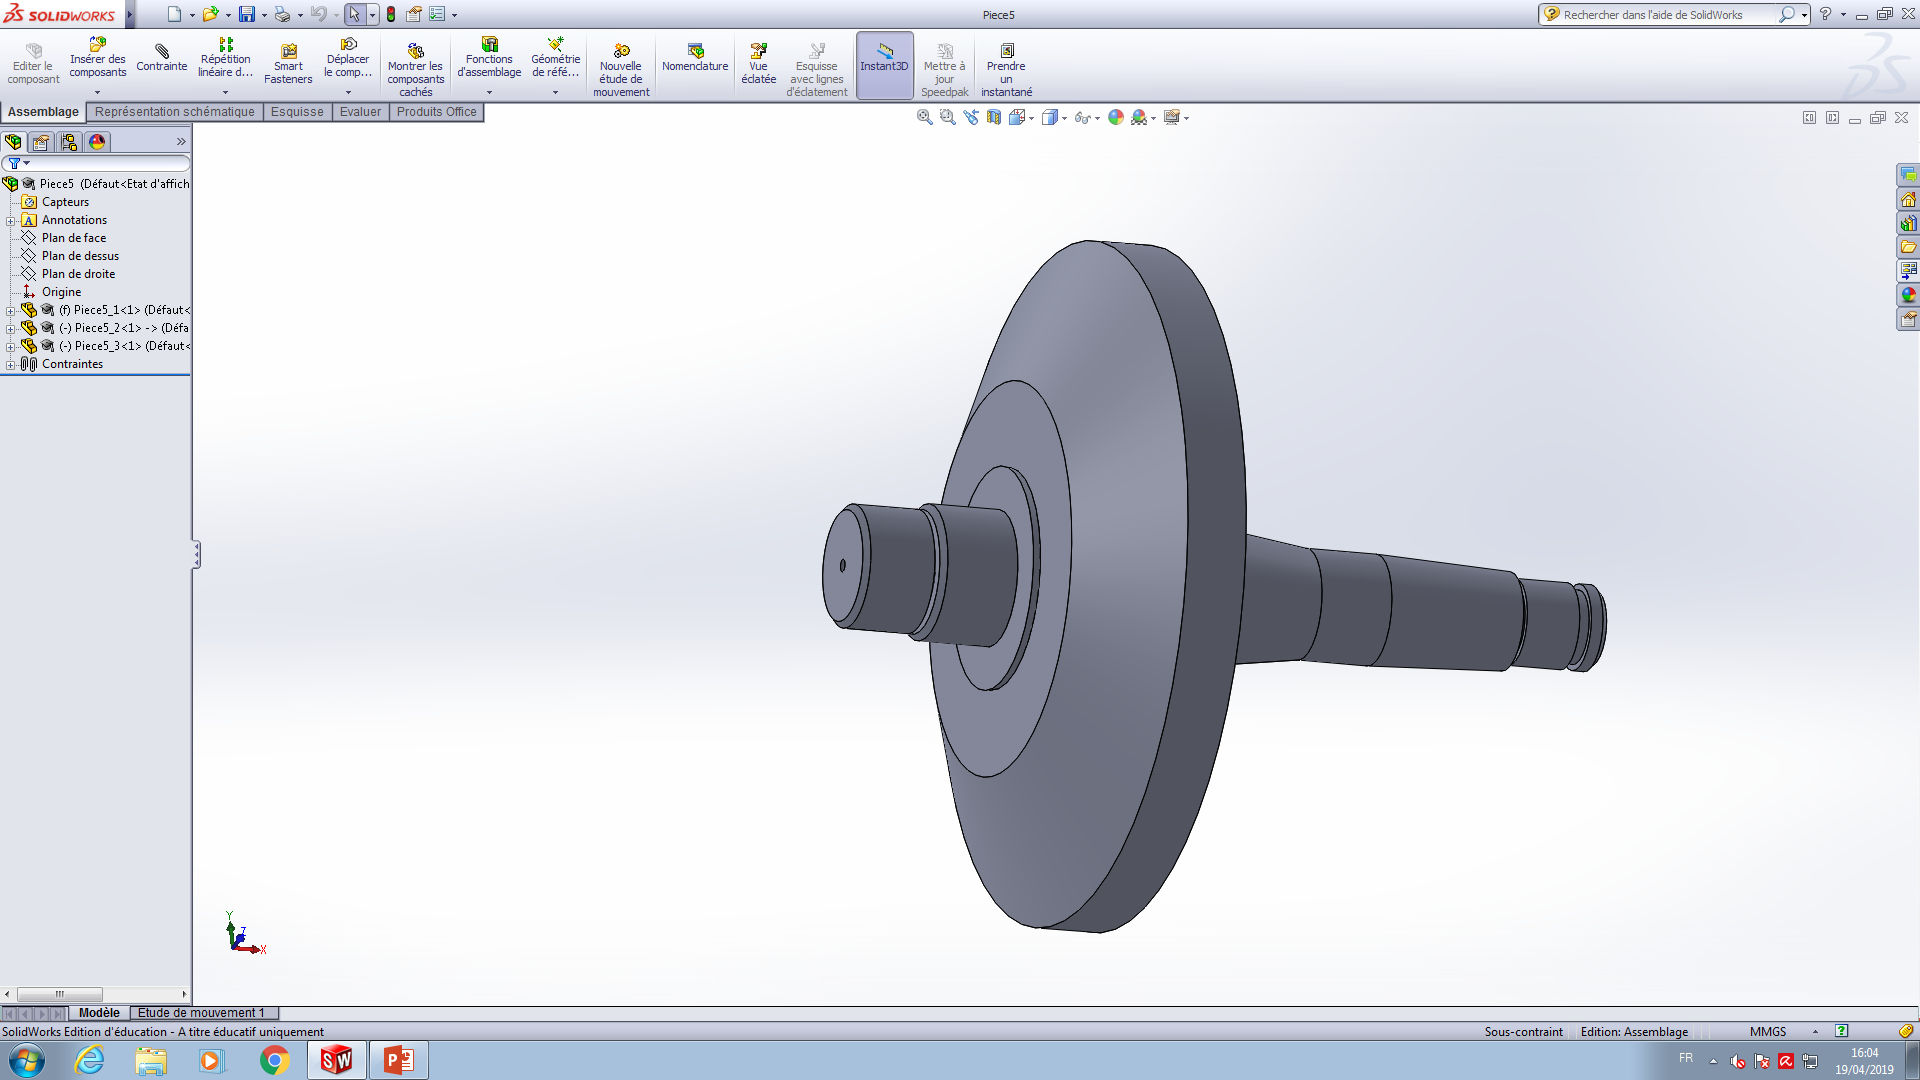 SOLIDWORKS
Piece5
Rechercher dans l'aide de SolidWorks
Editer le
composant
Insérer des
composants
Contrainte
Répétition
linéaire d...
Smart
Fasteners
Déplacer
le comp...
Montrer les
composants
cachés
Fonctions
d'assemblage
Géométrie
de réfé...
Nouvelle
étude de
mouvement
Nomenclature
Vue
éclatée
Esquisse
avec lignes
d'éclatement
Instant3D
Mettre à
jour
Speedpak
Prendre
un
instantané
Assemblage
Représentation schématique
Esquisse
Evaluer
Produits Office
Piece5 (Défaut<Etat d'affich
Capteurs
Annotations
Plan de face
Plan de dessus
Plan de droite
Origine
(f) Piece5_1<1> (Défaut<
(-) Piece5_2<1> -> (Défa
(-) Piece5_3<1> (Défaut<
Contraintes
Y
Z
X
Modèle
Etude de mouvement 1
SolidWorks Edition d'éducation - A titre éducatif uniquement
Sous-contraint
Edition: Assemblage
MMGS
FR
16:04
19/04/2019